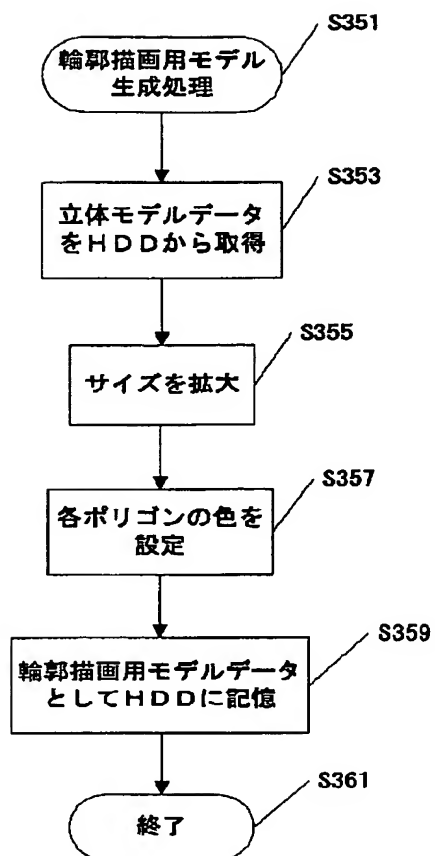 S351
輪郭描画用モデル
生成処理
S353
立体モデルデータ
をHDDから取得
S355
サイズを拡大
S357
各ポリゴンの色を
設定
S359
輪郭描画用モデルデータ
としてHDDに記憶
S361
終了